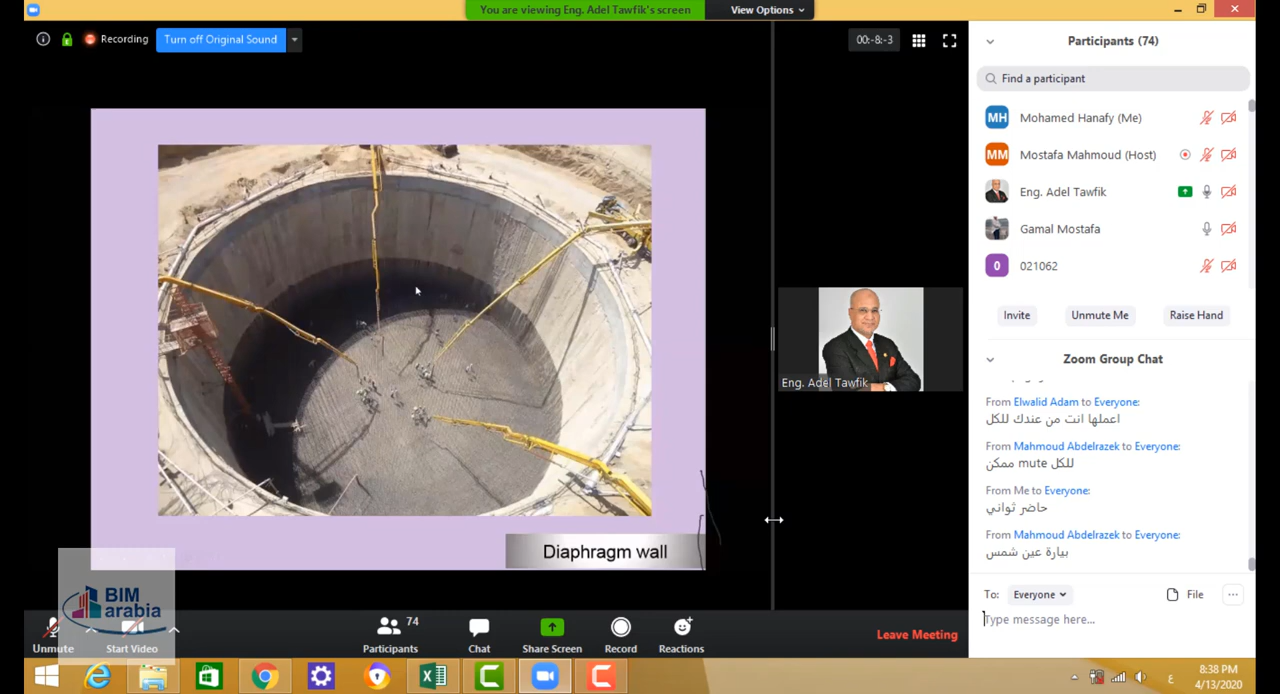 You are viewing Eng. Adel Tawfik's screen
View Options
Recording
Turn off Original Sound
00:-8:-3
Diaphragm wall
Eng. Adel Tawfik
BIM
arabia
Participants (74)
Find a participant
MH Mohamed Hanafy (Me)
MM Mostafa Mahmoud (Host)
Eng. Adel Tawfik
Gamal Mostafa
0 021062
Invite
Unmute Me
Raise Hand
Zoom Group Chat
From Elwalid Adam to Everyone:
اعملها انت من عندك للكل
From Mahmoud Abdelrazek to Everyone:
ممكن mute للكل
From Me to Everyone:
حاضر ثواني
From Mahmoud Abdelrazek to Everyone:
بيارة عين شمس
To: Everyone
File
Type message here...
Unmute
Start Video
74
Participants
Chat
Share Screen
Record
Reactions
Leave Meeting
ع
8:38 PM
4/13/2020